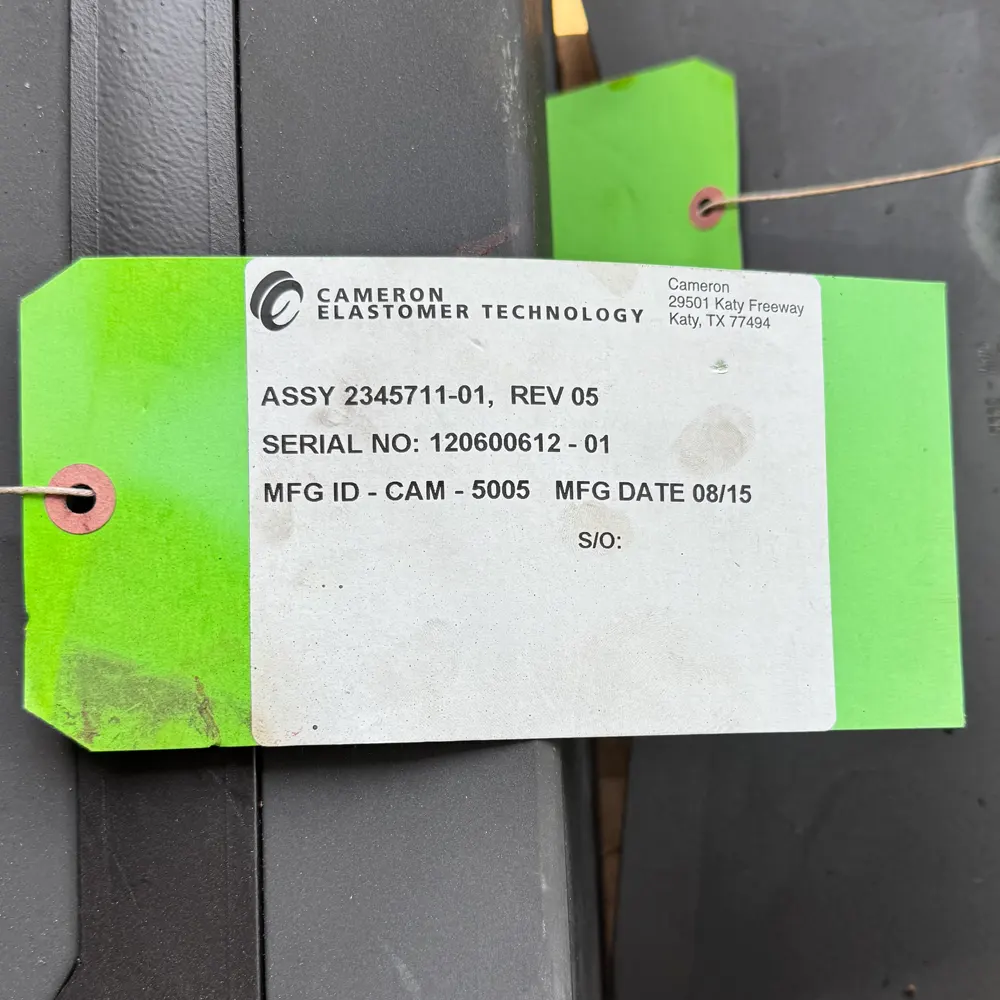 CAMERON
ELASTOMER TECHNOLOGY
Cameron
29501 Katy Freeway
Katy, TX 77494
ASSY 2345711-01, REV 05
SERIAL NO: 120600612 - 01
MFG ID - CAM - 5005 MFG DATE 08/15
S/O: